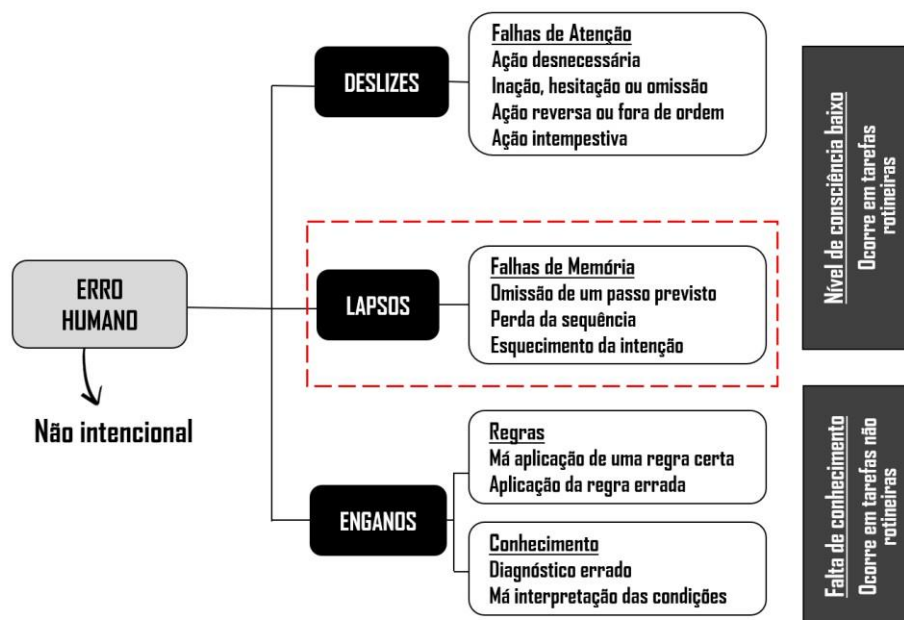 ERRO
HUMANO
Não intencional
DESLIZES
Falhas de Atenção
Ação desnecessária
Inação, hesitação ou omissão
Ação reversa ou fora de ordem
Ação intempestiva
LAPSOS
Falhas de Memória
Omissão de um passo previsto
Perda da sequência
Esquecimento da intenção
ENGANOS
Regras
Má aplicação de uma regra certa
Aplicação da regra errada
Conhecimento
Diagnóstico errado
Má interpretação das condições
Nível de consciência baixo
Ocorre em tarefas
rotineiras
Falta de conhecimento
Ocorre em tarefas não
rotineiras